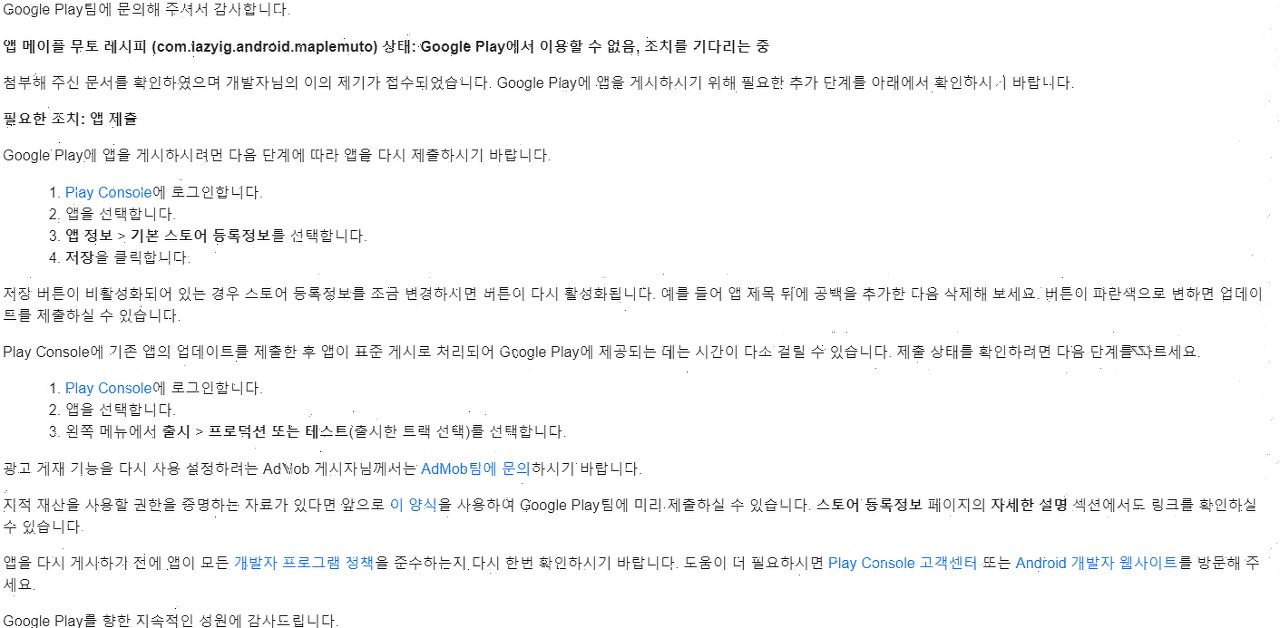 Google Play팀에 문의해 주셔서 감사합니다.
앱 메이플 무토 레시피 (com.lazyig.android.maplemuto) 상태: Google Play에서 이용할 수 없음, 조치를 기다리는 중
첨부해 주신 문서를 확인하였으며 개발자님의 이의 제기가 접수되었습니다. Google Play에 앱을 게시하시기 위해 필요한 추가 단계를 아래에서 확인하시기 바랍니다.
필요한 조치: 앱 제출
Google Play에 앱을 게시하시려면 다음 단계에 따라 앱을 다시 제출하시기 바랍니다.
1. Play Console에 로그인합니다.
2. 앱을 선택합니다.
3. 앱 정보 > 기본 스토어 등록정보를 선택합니다.
4. 저장을 클릭합니다.
저장 버튼이 비활성화되어 있는 경우 스토어 등록정보를 조금 변경하시면 버튼이 다시 활성화됩니다. 예를 들어 앱 제목 뒤에 공백을 추가한 다음 삭제해 보세요. 버튼이 파란색으로 변하면 업데이
트를 제출하실 수 있습니다.
Play Console에 기존 앱의 업데이트를 제출한 후 앱이 표준 게시로 처리되어 Google Play에 제공되는 데는 시간이 다소 걸릴 수 있습니다. 제출 상태를 확인하려면 다음 단계를 따르세요.
1. Play Console에 로그인합니다.
2. 앱을 선택합니다.
3. 왼쪽 메뉴에서 출시 > 프로덕션 또는 테스트(출시한 트랙 선택)를 선택합니다.
광고 게재 기능을 다시 사용 설정하려는 AdMob 게시자님께서는 AdMob팀에 문의하시기 바랍니다.
지적 재산을 사용할 권한을 증명하는 자료가 있다면 앞으로 이 양식을 사용하여 Google Play팀에 미리 제출하실 수 있습니다. 스토어 등록정보 페이지의 자세한 설명 섹션에서도 링크를 확인하실
수 있습니다.
앱을 다시 게시하기 전에 앱이 모든 개발자 프로그램 정책을 준수하는지 다시 한번 확인하시기 바랍니다. 도움이 더 필요하시면 Play Console 고객센터 또는 Android 개발자 웹사이트를 방문해 주
세요.
Google Play를 향한 지속적인 성원에 감사드립니다.